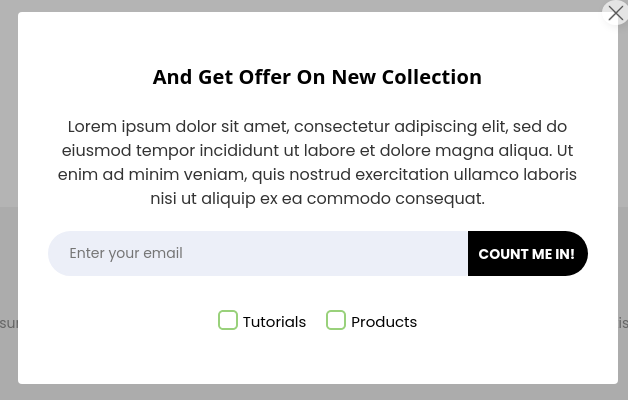 And Get Offer On New Collection
Lorem ipsum dolor sit amet, consectetur adipiscing elit, sed do
eiusmod tempor incididunt ut labore et dolore magna aliqua. Ut
enim ad minim veniam, quis nostrud exercitation ullamco laboris
nisi ut aliquip ex ea commodo consequat.
Enter your email
COUNT ME IN!
Tutorials
Products